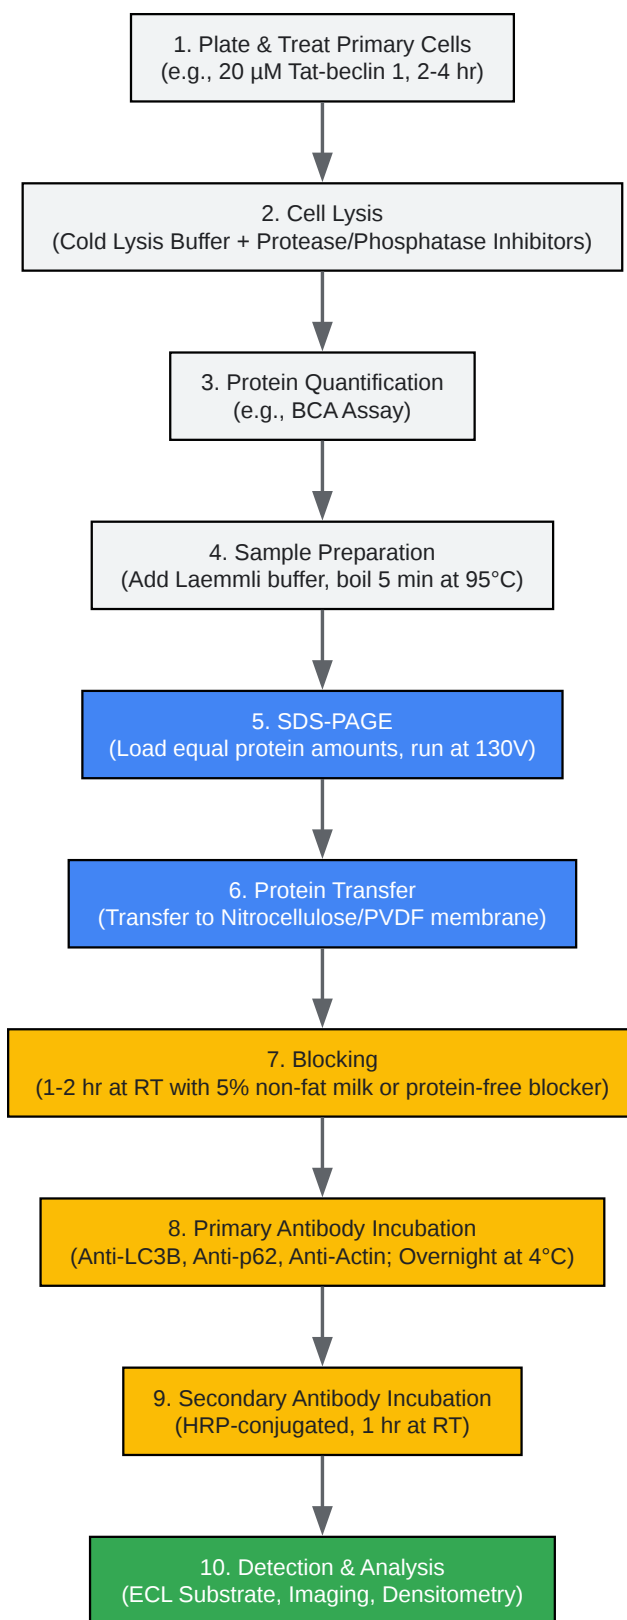 1. Plate & Treat Primary Cells
(e.g., 20 µM Tat-beclin 1, 2-4 hr)
2. Cell Lysis
(Cold Lysis Buffer + Protease/Phosphatase Inhibitors)
3. Protein Quantification
(e.g., BCA Assay)
4. Sample Preparation
(Add Laemmli buffer, boil 5 min at 95°C)
5. SDS-PAGE
(Load equal protein amounts, run at 130V)
6. Protein Transfer
(Transfer to Nitrocellulose/PVDF membrane)
7. Blocking
(1-2 hr at RT with 5% non-fat milk or protein-free blocker)
8. Primary Antibody Incubation
(Anti-LC3B, Anti-p62, Anti-Actin; Overnight at 4°C)
9. Secondary Antibody Incubation
(HRP-conjugated, 1 hr at RT)
10. Detection & Analysis
(ECL Substrate, Imaging, Densitometry)